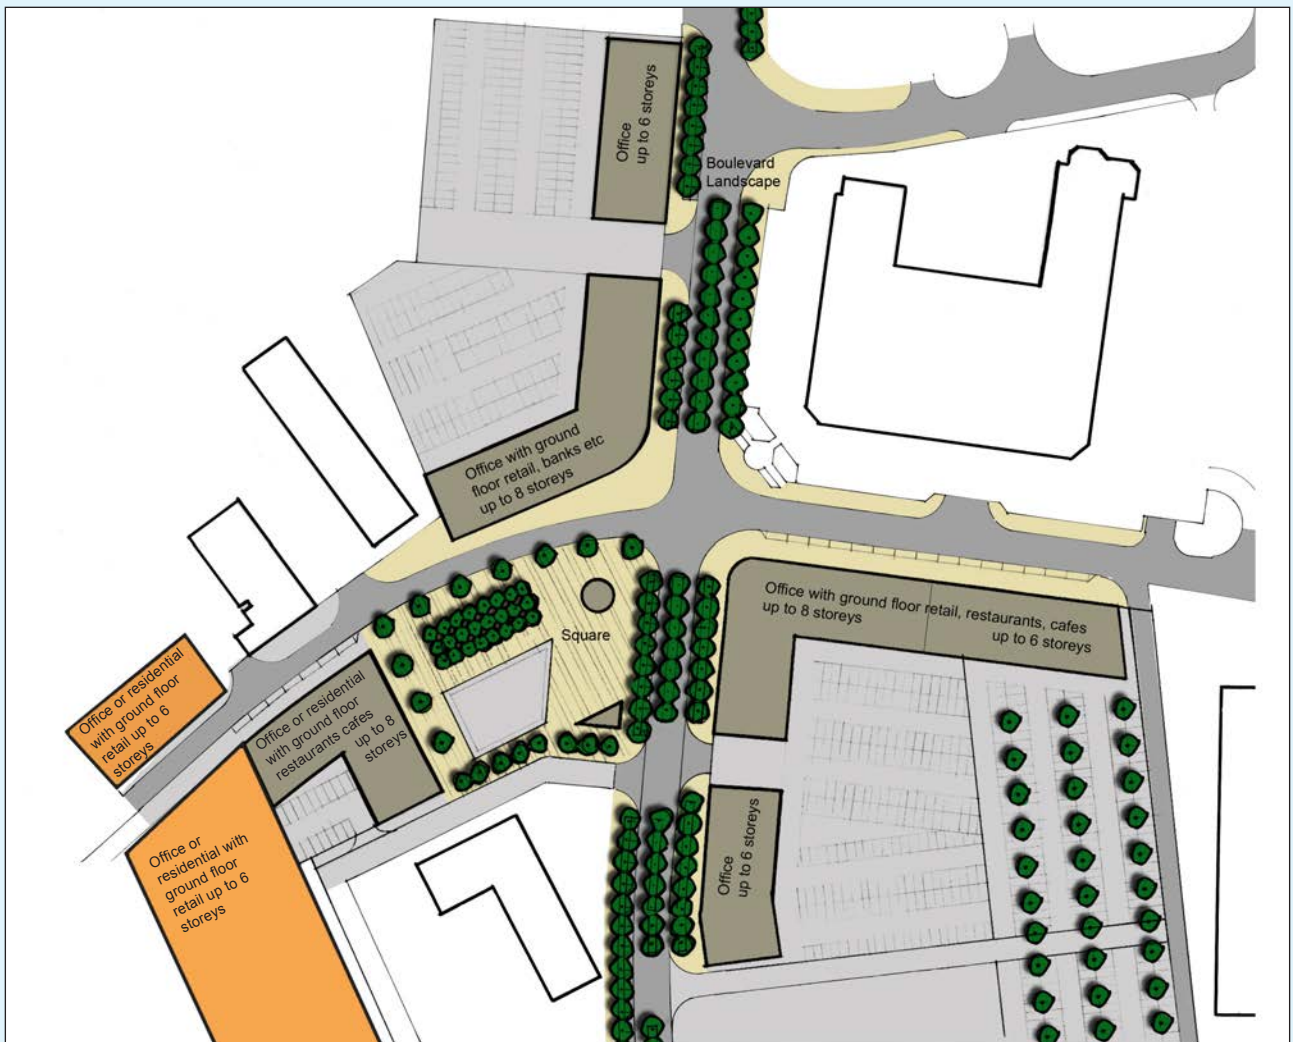 Office
up to 6 storeys
Boulevard
Landscape
Office with ground
floor retail, banks etc
up to 8 storeys
Office with ground floor retail, restaurants, cafes
up to 8 storeys
up to 6 storeys
Square
Office or residential
with ground floor
retail up to 6
storeys
Office or residential
with ground floor
restaurants cafes
up to 8
storeys
Office or
residential with
ground floor
retail up to 6
storeys
Office
up to 6 storeys